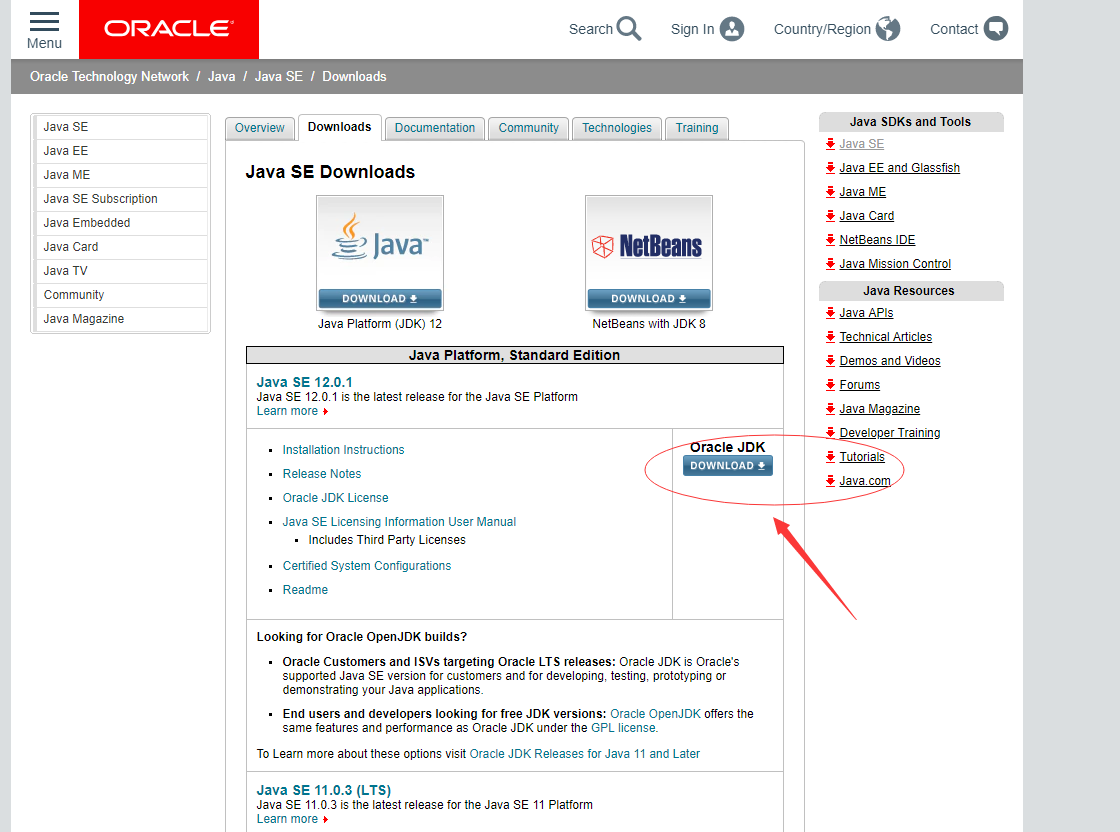 Menu
ORACLE
Search
Sign In
Country/Region
Contact
Oracle Technology Network / Java / Java SE / Downloads
Java SE
Java EE
Java ME
Java SE Subscription
Java Embedded
Java Card
Java TV
Community
Java Magazine
Overview
Downloads
Documentation
Community
Technologies
Training
Java SE Downloads
Java™
DOWNLOAD
Java Platform (JDK) 12
NetBeans
DOWNLOAD
NetBeans with JDK 8
Java Platform, Standard Edition
Java SE 12.0.1
Java SE 12.0.1 is the latest release for the Java SE Platform
Learn more
Installation Instructions
Release Notes
Oracle JDK License
Java SE Licensing Information User Manual
Includes Third Party Licenses
Certified System Configurations
Readme
Oracle JDK
DOWNLOAD
Looking for Oracle OpenJDK builds?
Oracle Customers and ISVs targeting Oracle LTS releases: Oracle JDK is Oracle's
supported Java SE version for customers and for developing, testing, prototyping or
demonstrating your Java applications.
End users and developers looking for free JDK versions: Oracle OpenJDK offers the
same features and performance as Oracle JDK under the GPL license.
To Learn more about these options visit Oracle JDK Releases for Java 11 and Later
Java SE 11.0.3 (LTS)
Java SE 11.0.3 is the latest release for the Java SE 11 Platform
Learn more
Java SDKs and Tools
Java SE
Java EE and Glassfish
Java ME
Java Card
NetBeans IDE
Java Mission Control
Java Resources
Java APIs
Technical Articles
Demos and Videos
Forums
Java Magazine
Developer Training
Tutorials
Java.com